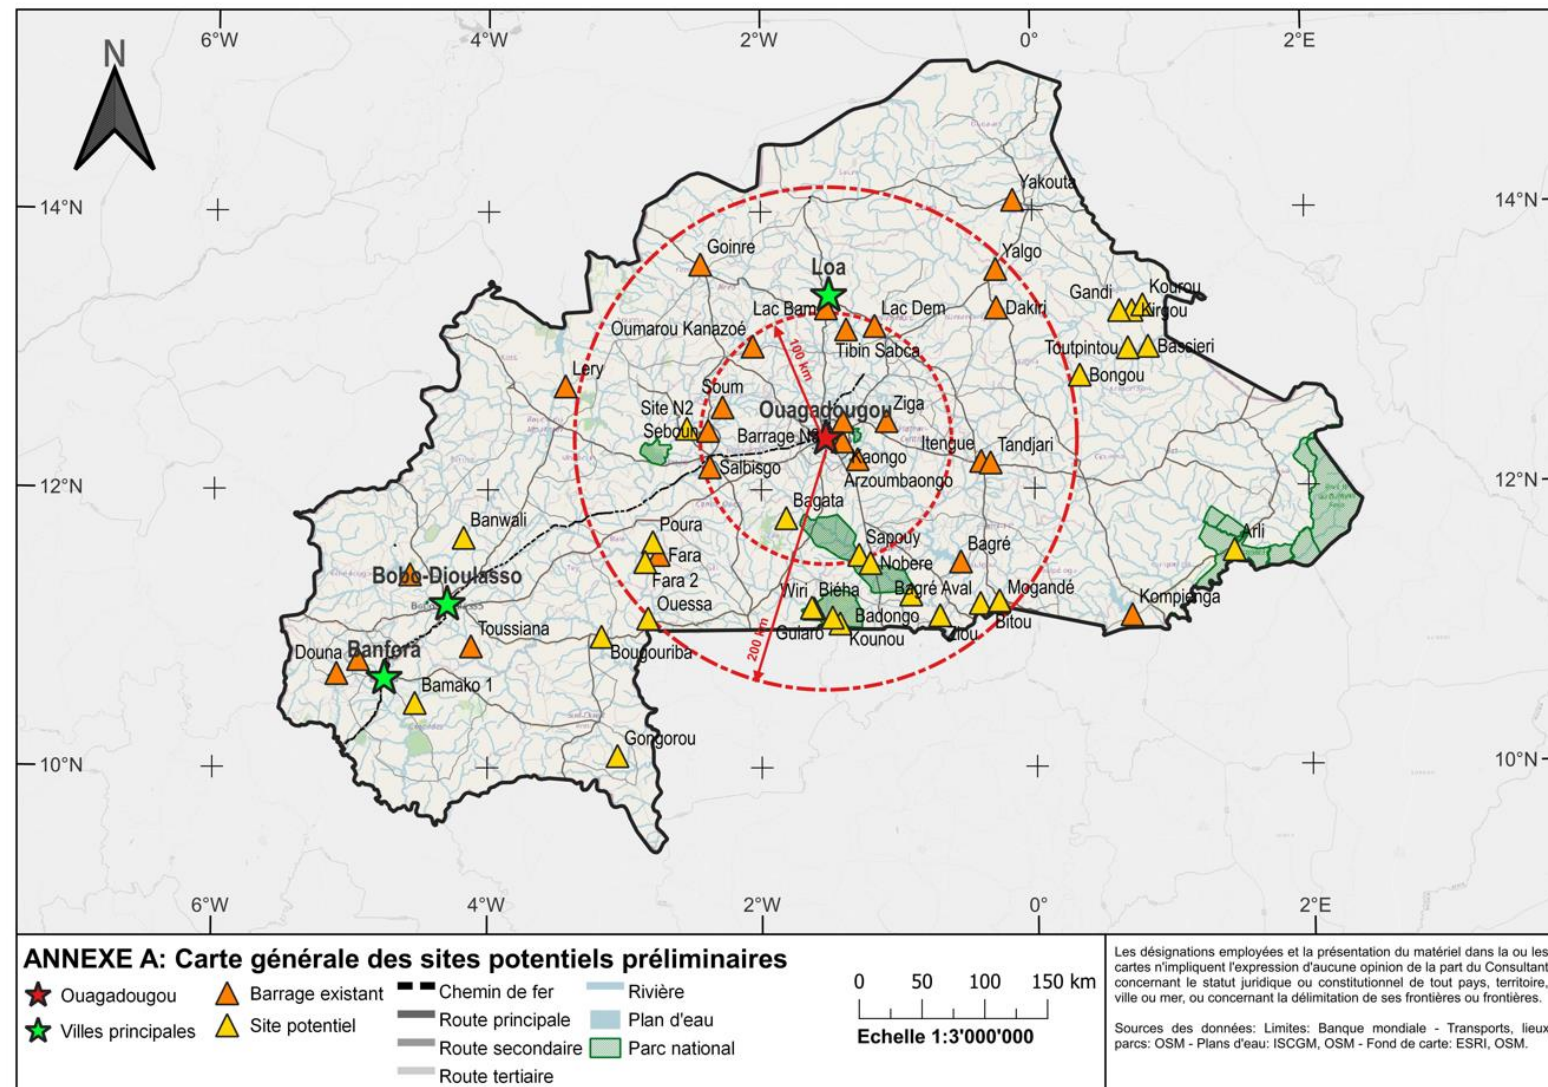 6°W 4°W 2°W 0° 2°E
N
14°N 14°N
12°N 12°N
10°N 10°N
Yakouta
Goinre
Yalgo
Loa
Kourou
Gandi
Kirgou
Lac Bam
Lac Dem
Dakiri
Oumarou Kanazoé
Tibin Sabca
Toutpintou
Bassieri
100 km
Lery
Bongou
Soum
Site N2
Ouagadougou
Ziga
Seboun
Barrage N
Itengue
Tandjari
Kaongo
Salbisgo
Arzoumbaongo
Bagata
Banwali
Poura
Sapouy
Bagré
Arli
Fara
Nobere
Bobo-Dioulasso
Fara 2
Wiri
Biéha
Bagré Aval
Mogandé
Kompienga
Ouessa
Badongo
Bitou
Toussiana
Guiaro
Kounou
200 km
Douna
Banfora
Bougouriba
Bamako 1
Gongorou
6°W 4°W 2°W 0° 2°E
ANNEXE A: Carte générale des sites potentiels préliminaires
Ouagadougou
Villes principales
Barrage existant
Site potentiel
Chemin de fer
Route principale
Route secondaire
Route tertiaire
Rivière
Plan d'eau
Parc national
0 50 100 150 km
Echelle 1:3'000'000
Les désignations employées et la présentation du matériel dans la ou les
cartes n'impliquent l'expression d'aucune opinion de la part du Consultant
concernant le statut juridique ou constitutionnel de tout pays, territoire,
ville ou mer, ou concernant la délimitation de ses frontières ou frontières.
Sources des données: Limites: Banque mondiale - Transports, lieux
parcs: OSM - Plans d'eau: ISCGM, OSM - Fond de carte: ESRI, OSM.